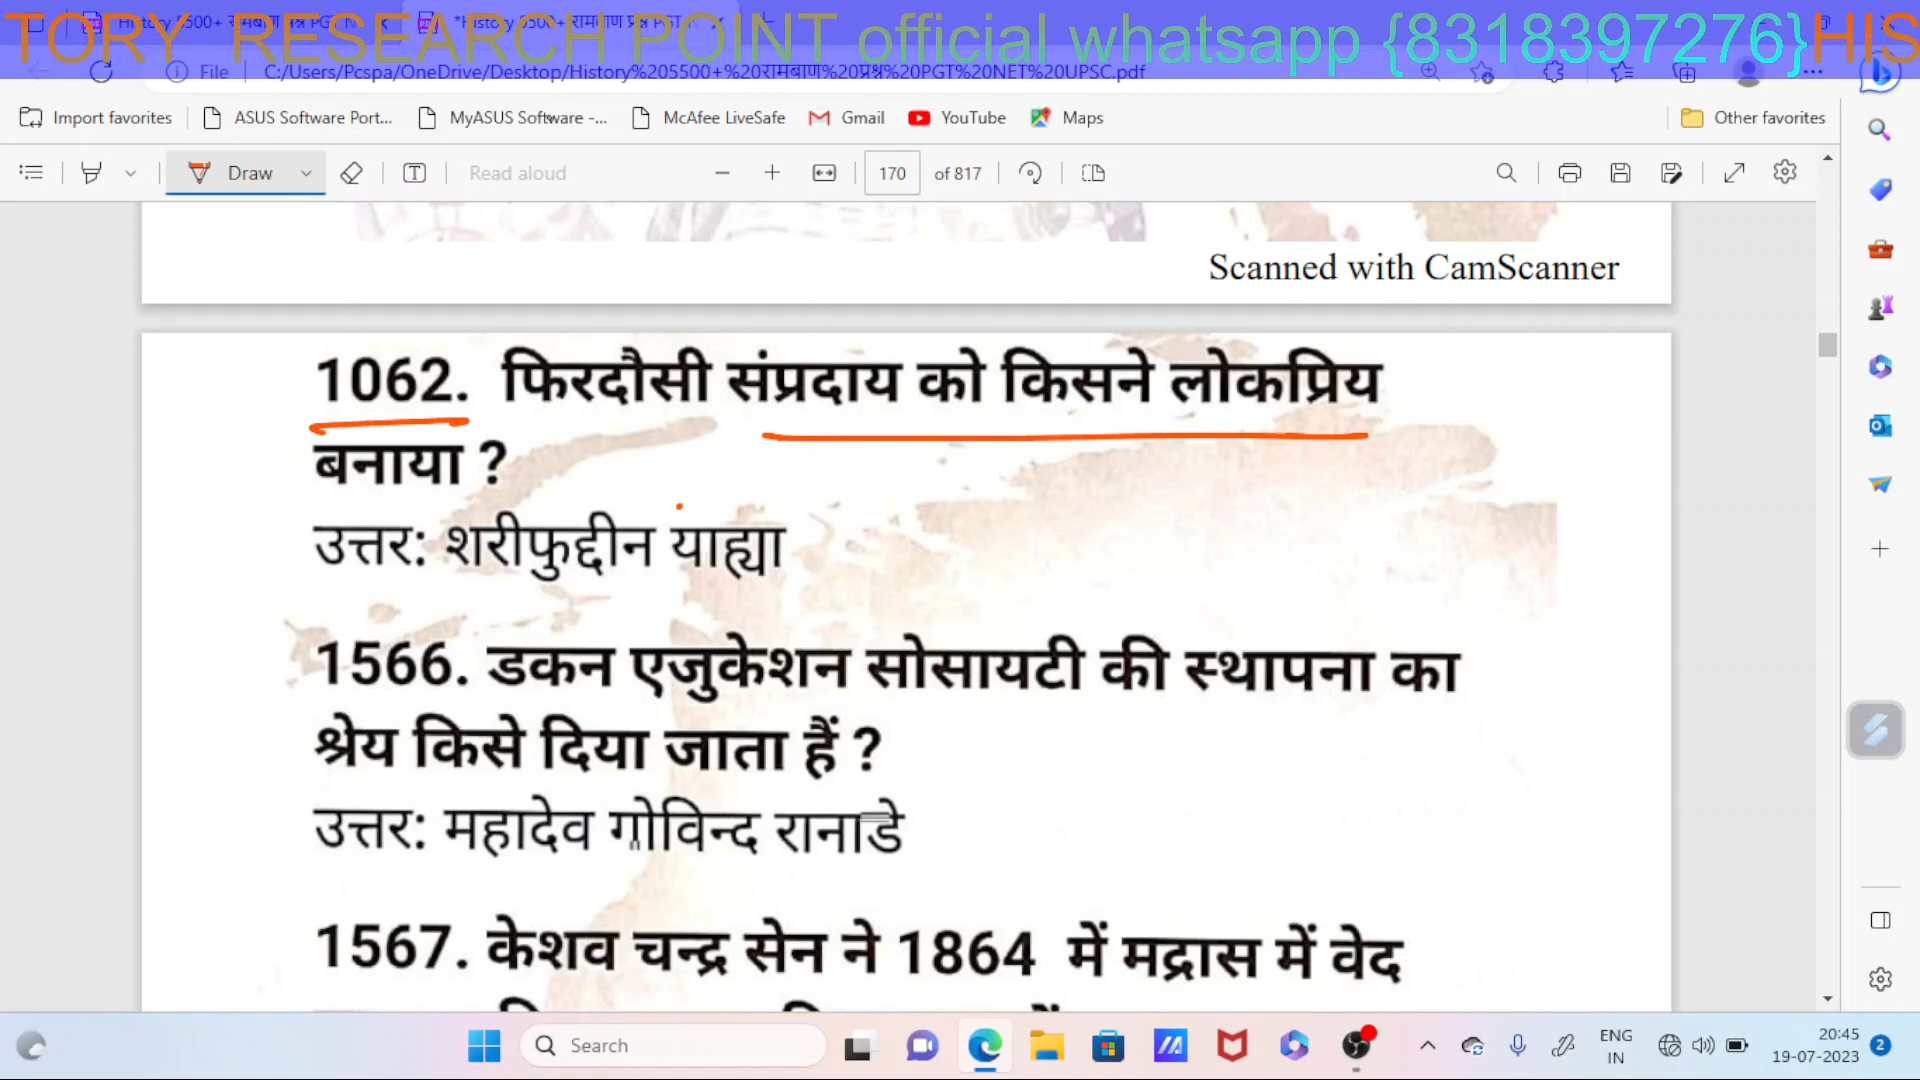 TORY RESEARCH POINT official whatsapp {8318397276}HIS
File C:/Users/Pcspa/OneDrive/Desktop/History%205500+%20रामबाण%20प्रश्न%20PGT%20NET%20UPSC.pdf
Import favorites ASUS Software Port... MyASUS Software -... McAfee LiveSafe Gmail YouTube Maps Other favorites
Draw Read aloud 170 of 817
Scanned with CamScanner
1062. फिरदौसी संप्रदाय को किसने लोकप्रिय
बनाया ?
उत्तर: शरीफुद्दीन याह्या
1566. डकन एजुकेशन सोसायटी की स्थापना का
श्रेय किसे दिया जाता हैं ?
उत्तर: महादेव गोविन्द रानाडे
1567. केशव चन्द्र सेन ने 1864 में मद्रास में वेद
Search ENG 20:45
IN 19-07-2023 2